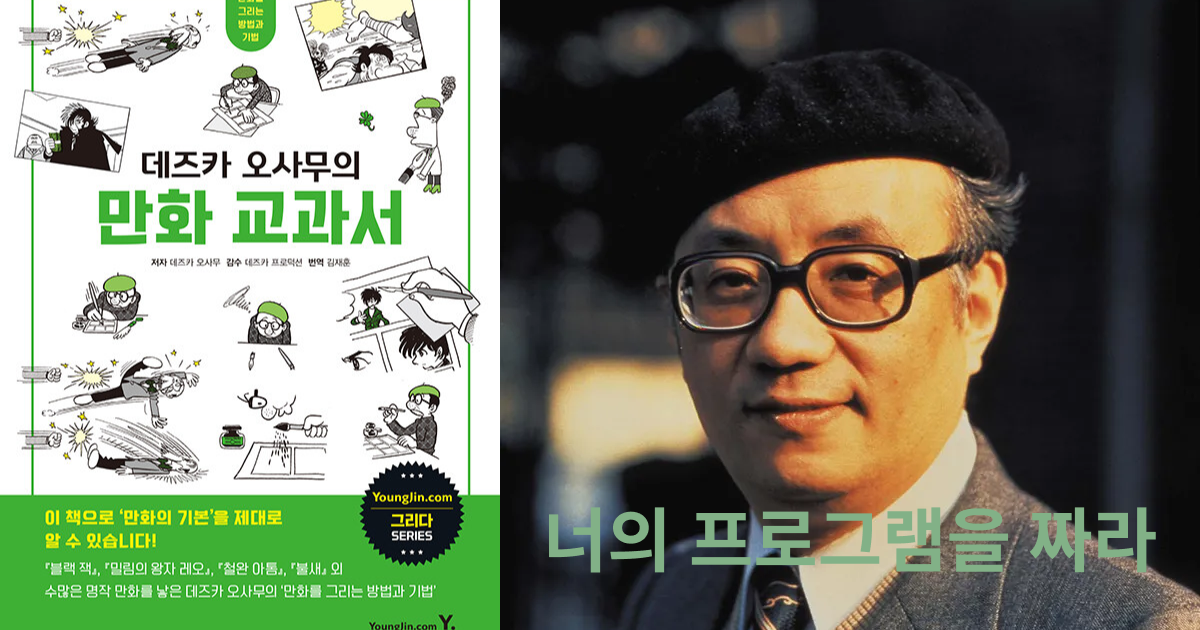 그리는
방법과
기법
데즈카 오사무의
만화 교과서
저자 데즈카 오사무 감수 데즈카 프로덕션 번역 김재훈
YoungJin.com
그리다
SERIES
이 책으로 '만화의 기본'을 제대로
알 수 있습니다!
『블랙 잭』, 『밀림의 왕자 레오』, 『철완 아톰』, 『불새』 외
수많은 명작 만화를 낳은 데즈카 오사무의 '만화를 그리는 방법과 기법'
YoungJin.com Y.
너의 프로그램을 짜라